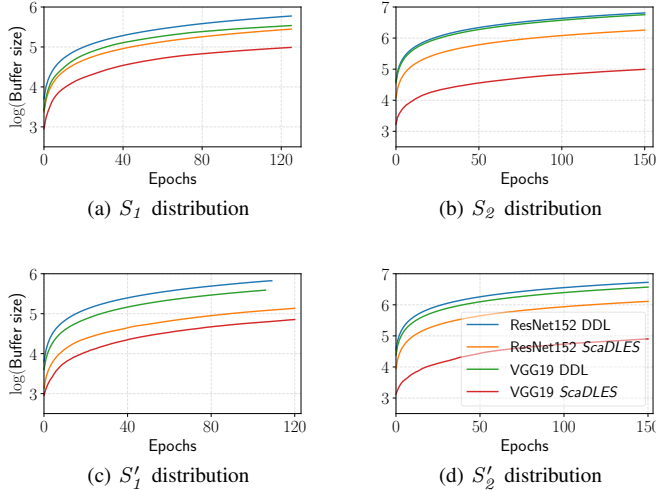 log(Buffer size)
6
5
4
3
0
40
80
120
Epochs
(a) S₁ distribution
7
6
5
4
3
0
50
100
150
Epochs
(b) S₂ distribution
log(Buffer size)
6
5
4
3
0
40
80
120
Epochs
(c) S′₁ distribution
7
6
5
4
3
ResNet152 DDL
ResNet152 ScaDLES
VGG19 DDL
VGG19 ScaDLES
0
50
100
150
Epochs
(d) S′₂ distribution